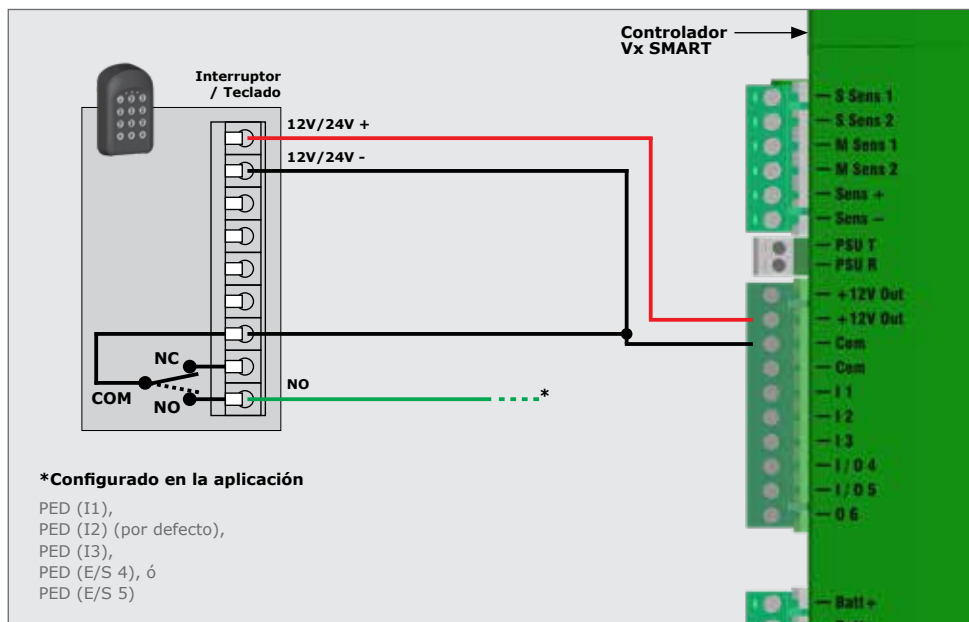 Controlador
Vx SMART
Interruptor
/ Teclado
12V/24V +
12V/24V -
NC
COM
NO
NO
*
S Sens 1
S Sens 2
M Sens 1
M Sens 2
Sens +
Sens -
PSU T
PSU R
+12V Out
+12V Out
Com
Com
I 1
I 2
I 3
I / O 4
I / O 5
O 6
Batt+
*Configurado en la aplicación
PED (I1),
PED (I2) (por defecto),
PED (I3),
PED (E/S 4), ó
PED (E/S 5)